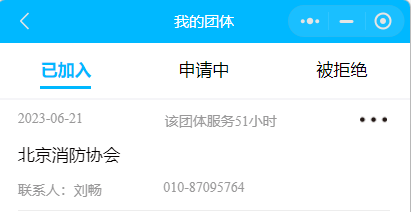 我的团体
已加入 申请中 被拒绝
2023-06-21 该团体服务51小时
北京消防协会
联系人：刘畅 010-87095764